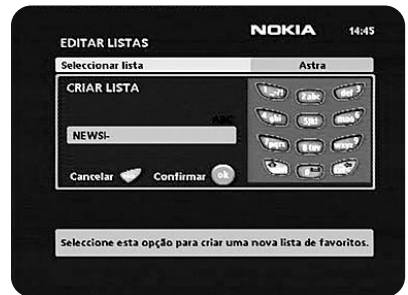 NOKIA 14:45
EDITAR LISTAS
Seleccionar lista Astra
CRIAR LISTA
ABC
NEWSI-
Cancelar Confirmar ok
Seleccione esta opção para criar uma nova lista de favoritos.